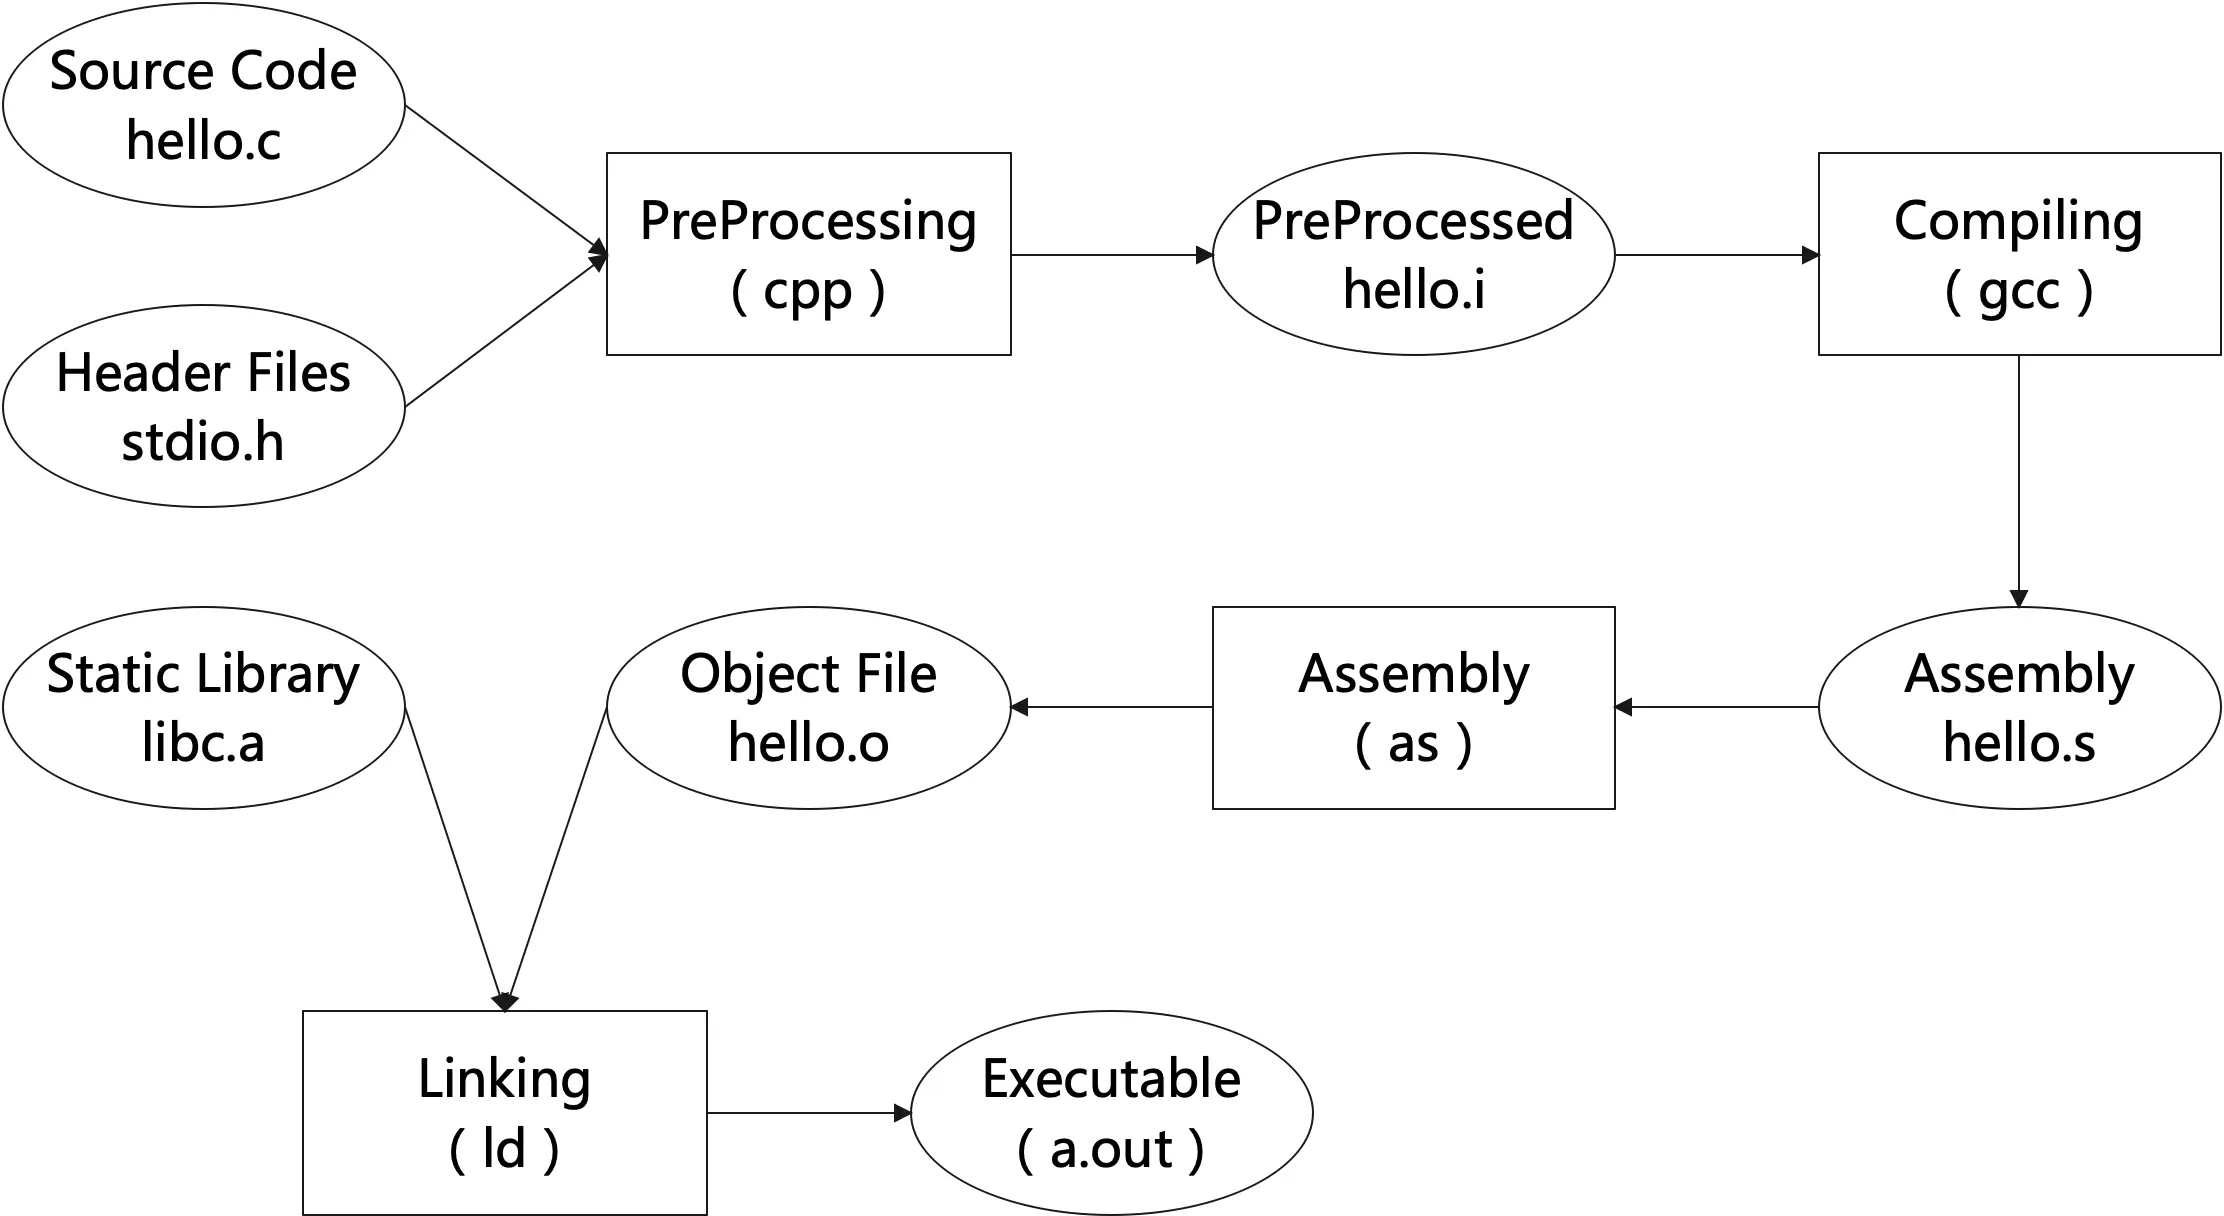 Source Code
hello.c
Header Files
stdio.h
PreProcessing
( cpp )
PreProcessed
hello.i
Compiling
( gcc )
Static Library
libc.a
Object File
hello.o
Assembly
( as )
Assembly
hello.s
Linking
( ld )
Executable
( a.out )